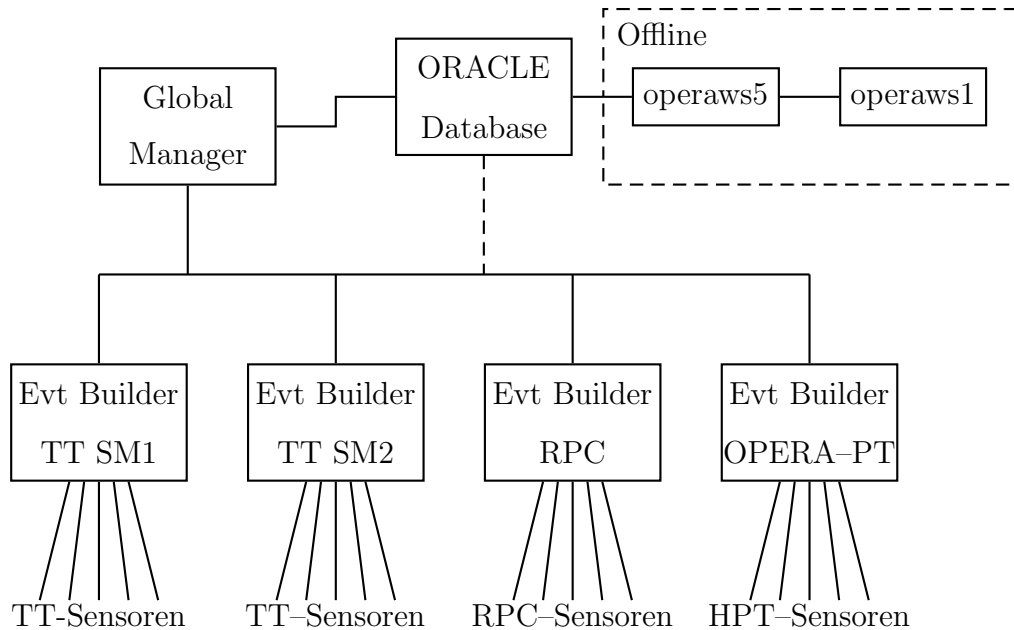 Offline
ORACLE
Database
Global
Manager
operaws5
operaws1
Evt Builder
TT SM1
Evt Builder
TT SM2
Evt Builder
RPC
Evt Builder
OPERA–PT
TT-Sensoren
TT–Sensoren
RPC–Sensoren
HPT–Sensoren